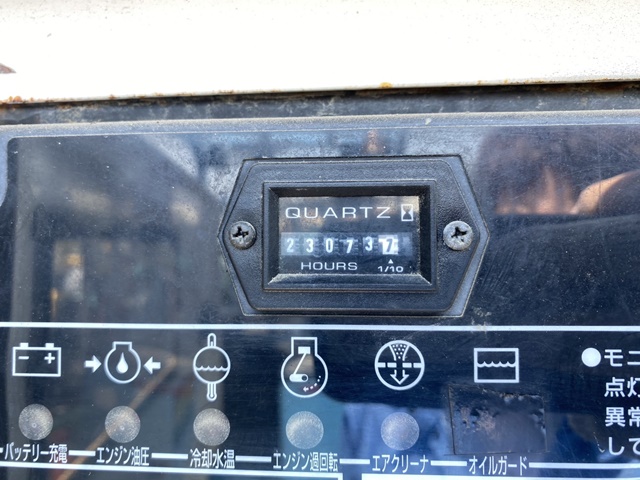 QUARTZ
230737
HOURS 1/10
バッテリー充電 エンジン油圧 冷却水温 エンジン過回転 エアクリーナ オイルガード
●モニ
点灯
異常
して